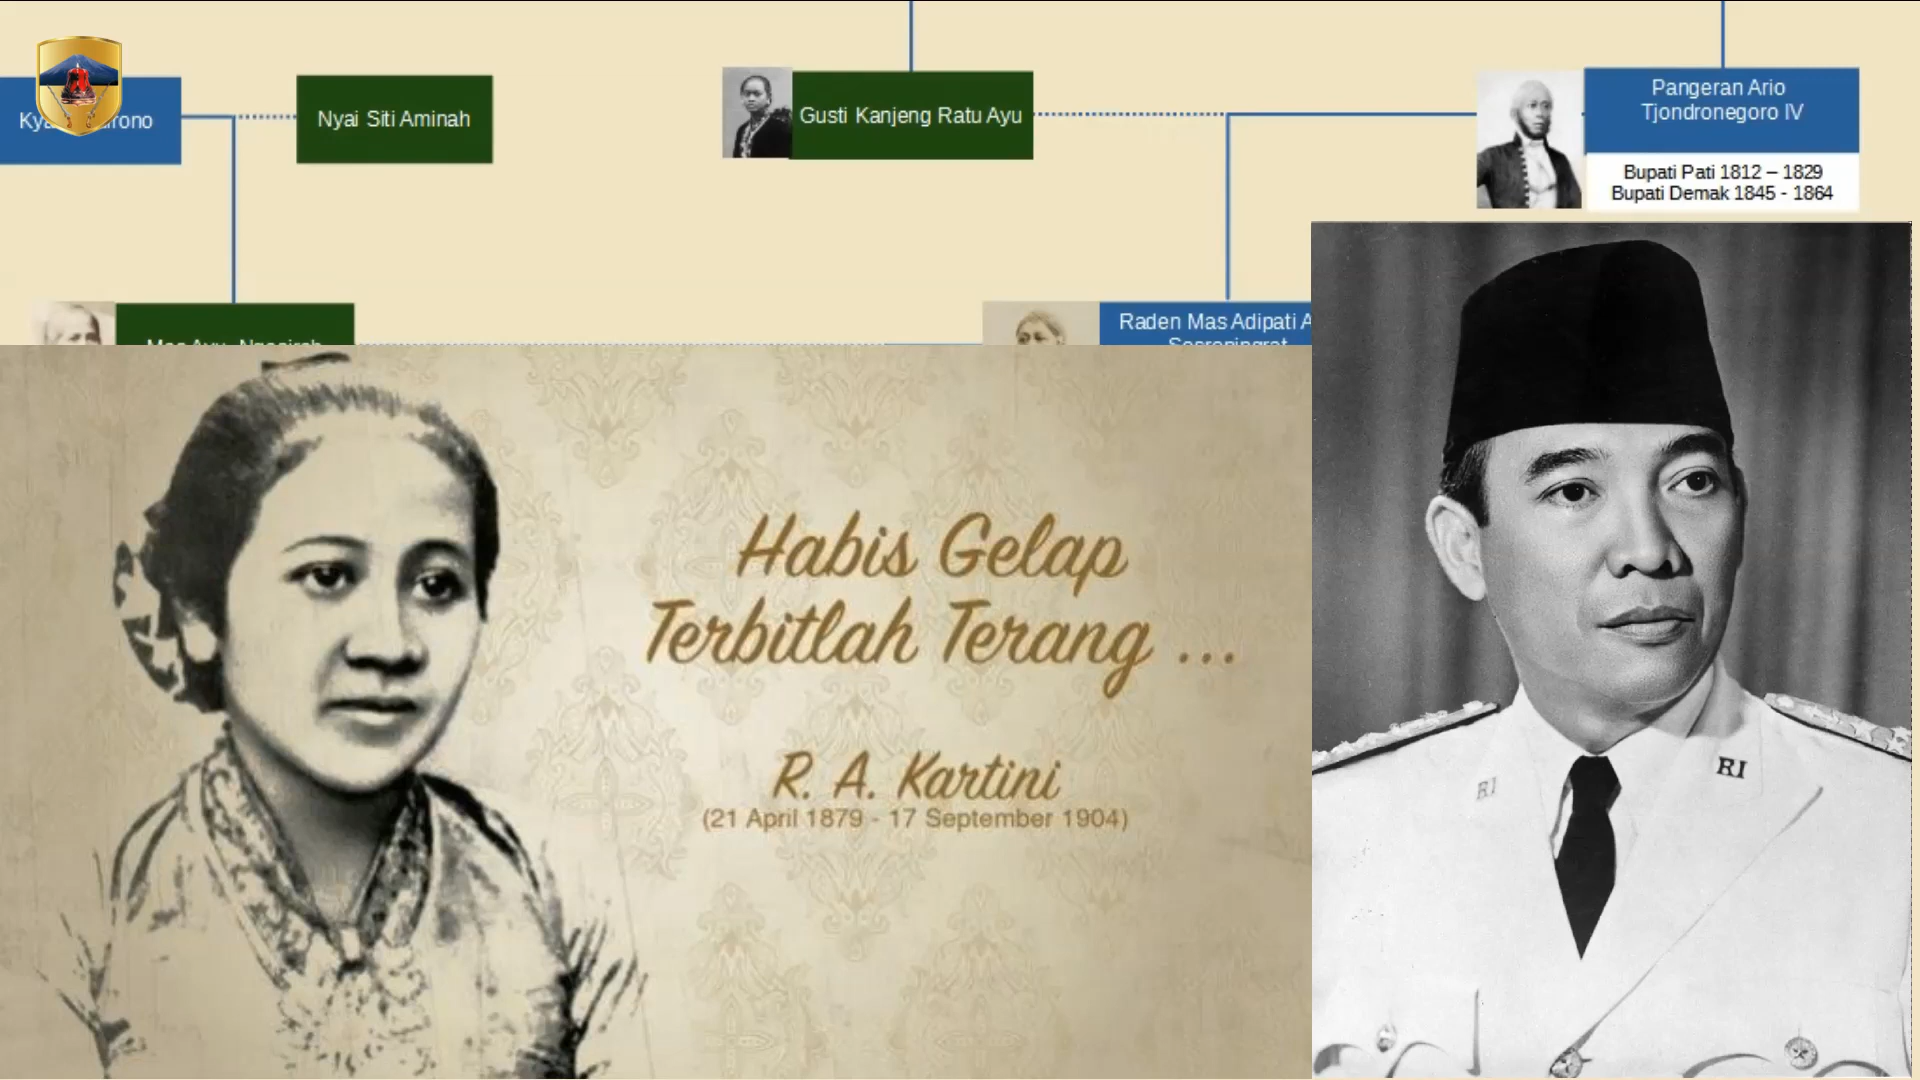 Nyai Siti Aminah
Gusti Kanjeng Ratu Ayu
Pangeran Ario
Tjondronegoro IV
Bupati Pati 1812 – 1829
Bupati Demak 1845 - 1864
Raden Mas Adipati A
Habis Gelap
Terbitlah Terang ...
R. A. Kartini
(21 April 1879 - 17 September 1904)
RI
RI